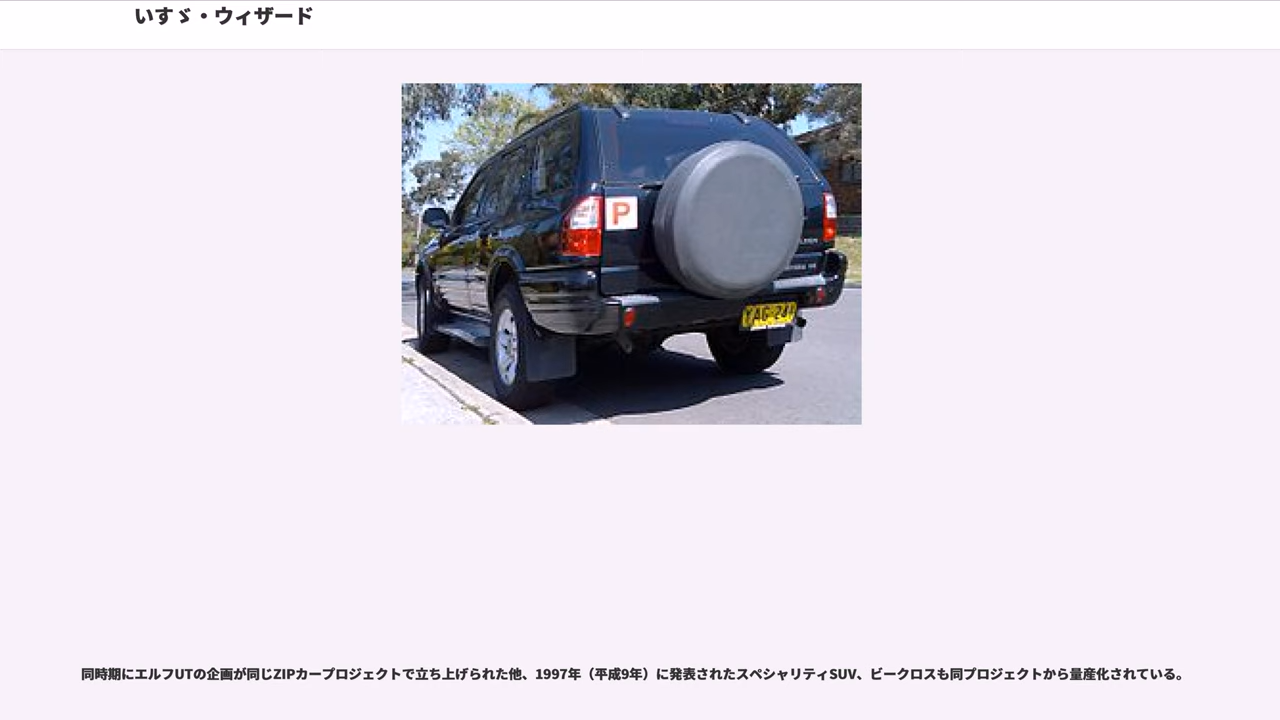 いすゞ・ウィザード
P
同時期にエルフUTの企画が同じZIPカープロジェクトで立ち上げられた他、1997年（平成9年）に発表されたスペシャリティSUV、ビークロスも同プロジェクトから量産化されている。